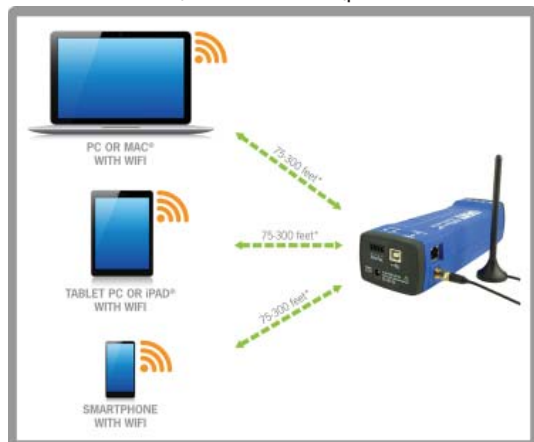 PC OR MAC®
WITH WIFI
75-300 feet*
75-300 feet*
TABLET PC OR iPAD®
WITH WIFI
75-300 feet*
SMARTPHONE
WITH WIFI